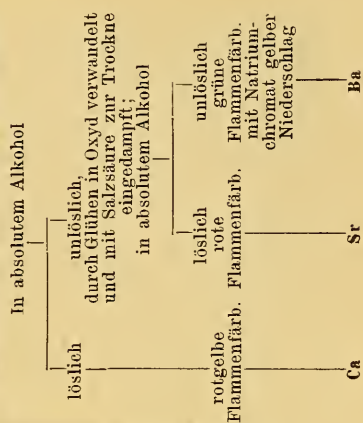 In absolutem Alkohol
löslich
unlöslich,
durch Glühen in Oxyd verwandelt
und mit Salzsäure zur Trockne
eingedampft;
in absolutem Alkohol
rotgelbe
Flammenfärb.
löslich
rote
Flammenfärb.
unlöslich
grüne
Flammenfärb.
mit Natrium-
chromat gelber
Niederschlag
Ca
Sr
Ba